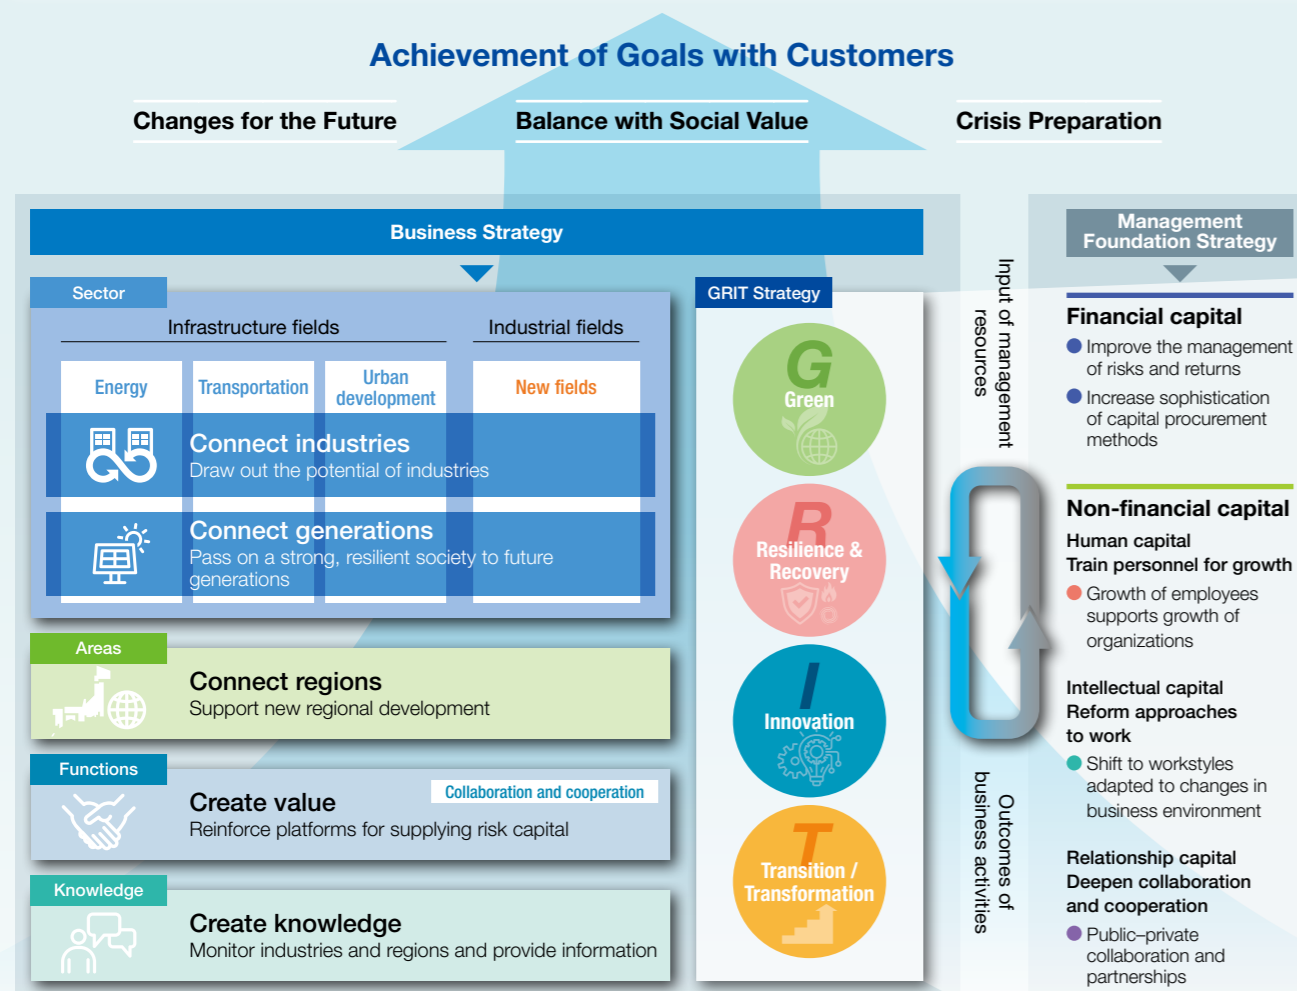 Achievement of Goals with Customers
Changes for the Future
Balance with Social Value
Crisis Preparation
Business Strategy
Sector
Infrastructure fields
Industrial fields
Energy
Transportation
Urban
development
New fields
Connect industries
Draw out the potential of industries
Connect generations
Pass on a strong, resilient society to future
generations
Areas
Connect regions
Support new regional development
Functions
Create value
Collaboration and cooperation
Reinforce platforms for supplying risk capital
Knowledge
Create knowledge
Monitor industries and regions and provide information
GRIT Strategy
G
Green
R
Resilience &
Recovery
I
Innovation
T
Transition /
Transformation
Input of management
resources
Outcomes of
business activities
Management
Foundation Strategy
Financial capital
Improve the management
of risks and returns
Increase sophistication
of capital procurement
methods
Non-financial capital
Human capital
Train personnel for growth
Growth of employees
supports growth of
organizations
Intellectual capital
Reform approaches
to work
Shift to workstyles
adapted to changes in
business environment
Relationship capital
Deepen collaboration
and cooperation
Public–private
collaboration and
partnerships